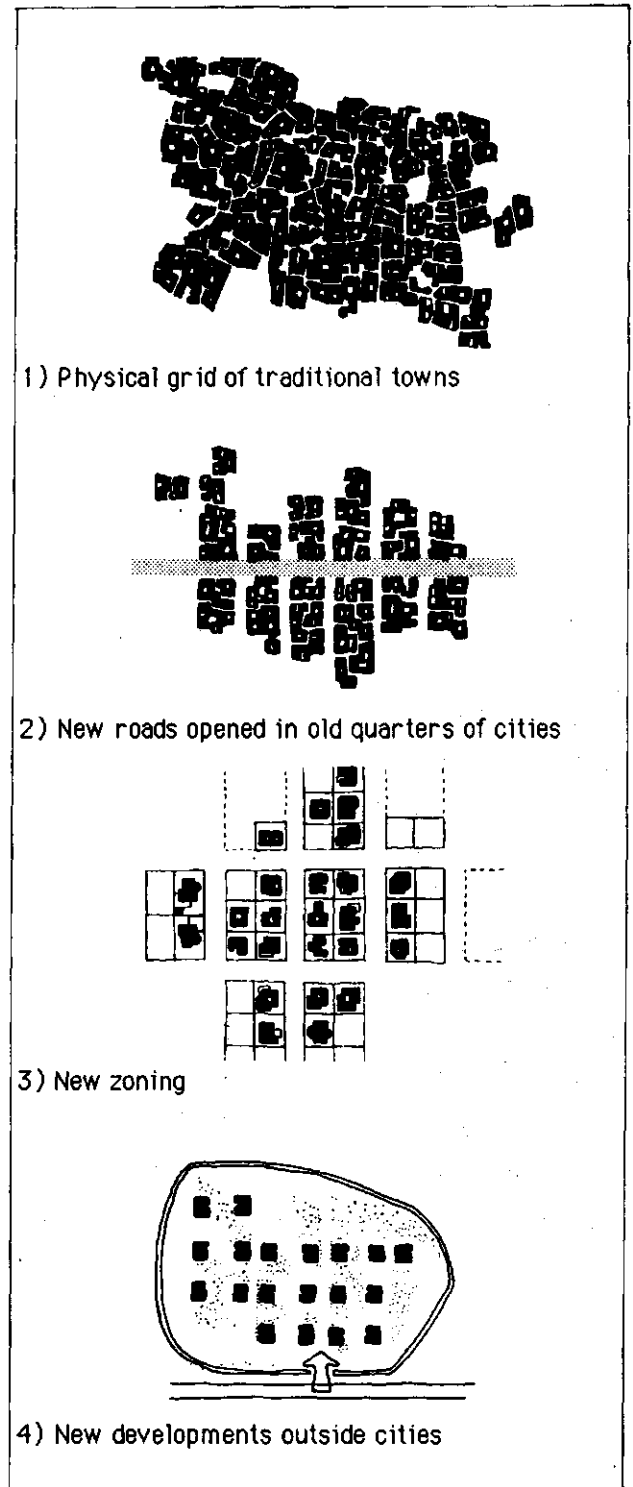 1) Physical grid of traditional towns
2) New roads opened in old quarters of cities
3) New zoning
4) New developments outside cities